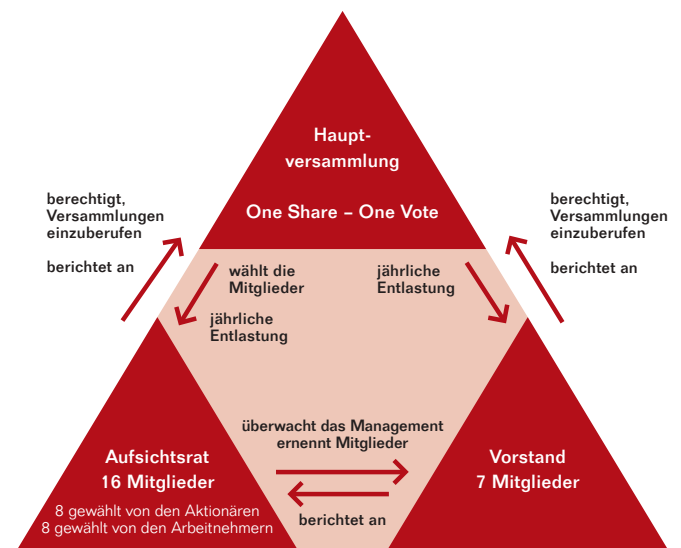 Haupt-
versammlung
One Share – One Vote
berechtigt,
Versammlungen
einzuberufen
berichtet an
berechtigt,
Versammlungen
einzuberufen
berichtet an
wählt die
Mitglieder
jährliche
Entlastung
jährliche
Entlastung
überwacht das Management
ernennt Mitglieder
berichtet an
Aufsichtsrat
16 Mitglieder
8 gewählt von den Aktionären
8 gewählt von den Arbeitnehmern
Vorstand
7 Mitglieder